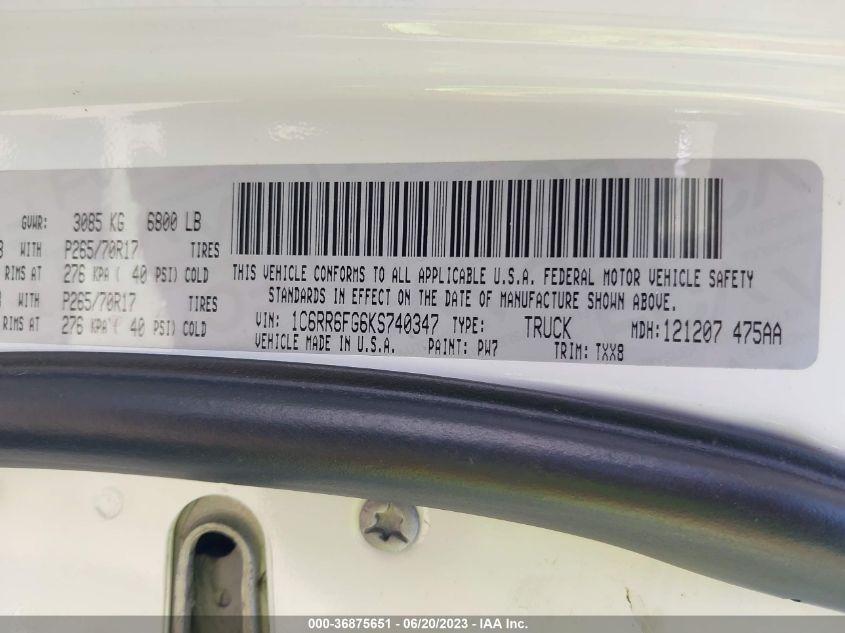 GVWR: 3085 KG 6800 LB
WITH P265/70R17 TIRES
RIMS AT 276 KPA ( 40 PSI) COLD
WITH P265/70R17 TIRES
RIMS AT 276 KPA ( 40 PSI) COLD
THIS VEHICLE CONFORMS TO ALL APPLICABLE U.S.A. FEDERAL MOTOR VEHICLE SAFETY
STANDARDS IN EFFECT ON THE DATE OF MANUFACTURE SHOWN ABOVE.
VIN: 1C6RR6FG6KS740347 TYPE: TRUCK MDH:121207 475AA
VEHICLE MADE IN U.S.A. PAINT: PW7 TRIM: TXX8
000-36875651 - 06/20/2023 - IAA Inc.